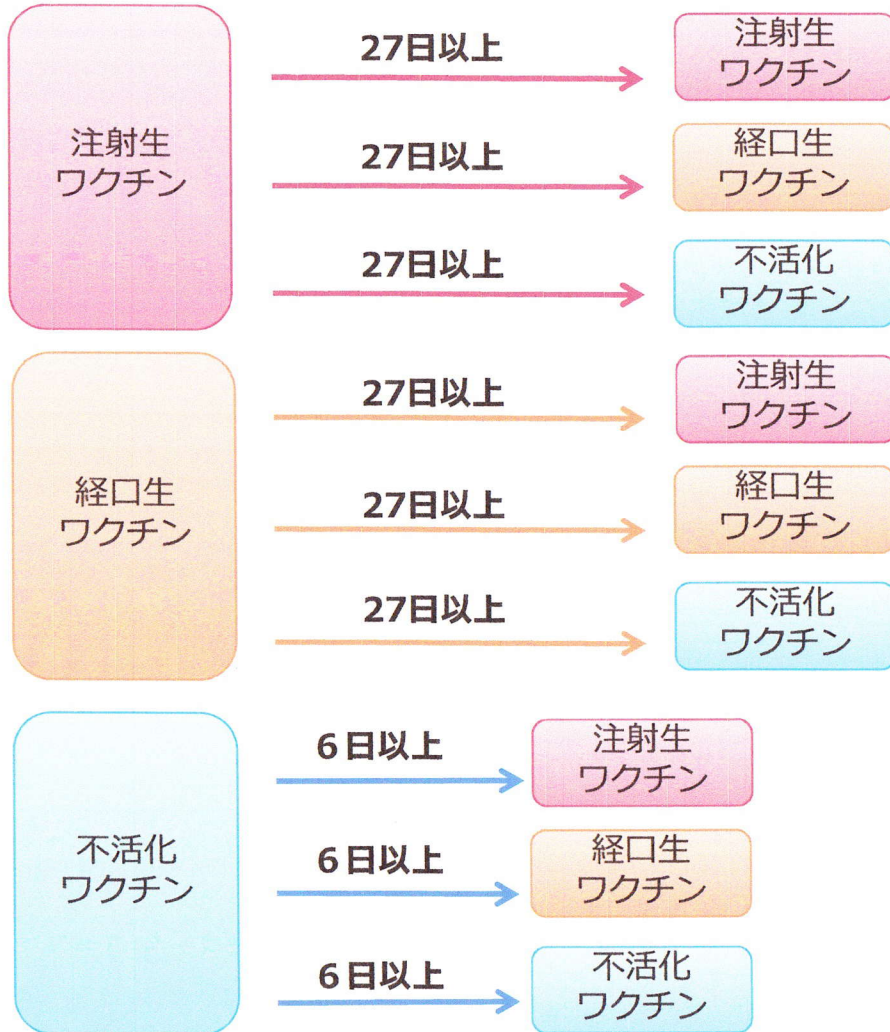 注射生
ワクチン
27日以上
注射生
ワクチン
27日以上
経口生
ワクチン
27日以上
不活化
ワクチン
経口生
ワクチン
27日以上
注射生
ワクチン
27日以上
経口生
ワクチン
27日以上
不活化
ワクチン
不活化
ワクチン
6日以上
注射生
ワクチン
6日以上
経口生
ワクチン
6日以上
不活化
ワクチン